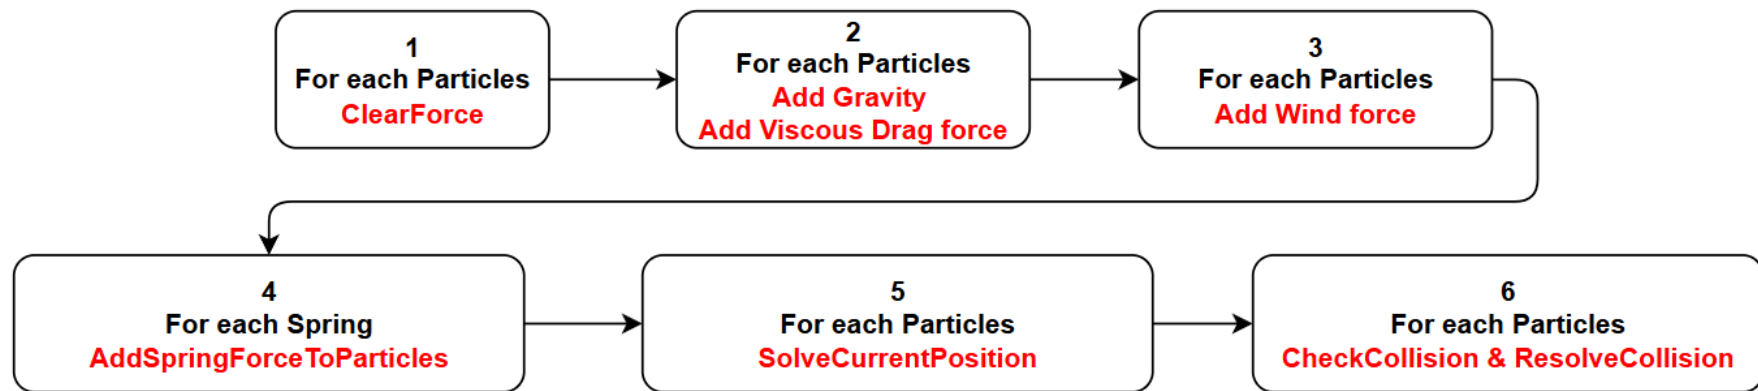 1
For each Particles
ClearForce
2
For each Particles
Add Gravity
Add Viscous Drag force
3
For each Particles
Add Wind force
4
For each Spring
AddSpringForceToParticles
5
For each Particles
SolveCurrentPosition
6
For each Particles
CheckCollision & ResolveCollision